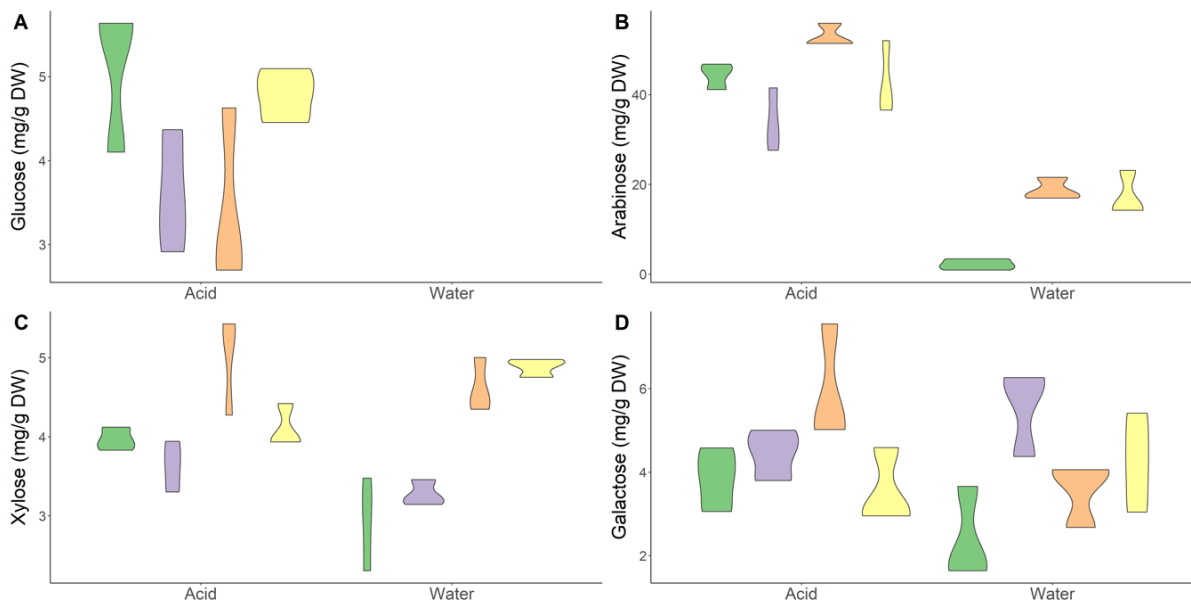 A
Glucose (mg/g DW)
5
4
3
Acid
Water
B
Arabinose (mg/g DW)
40
20
0
Acid
Water
C
Xylose (mg/g DW)
5
4
3
Acid
Water
D
Galactose (mg/g DW)
6
4
2
Acid
Water